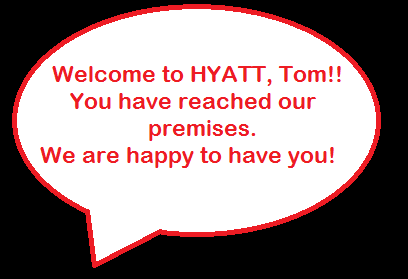 Welcome to HYATT, Tom!!
You have reached our
premises.
We are happy to have you!